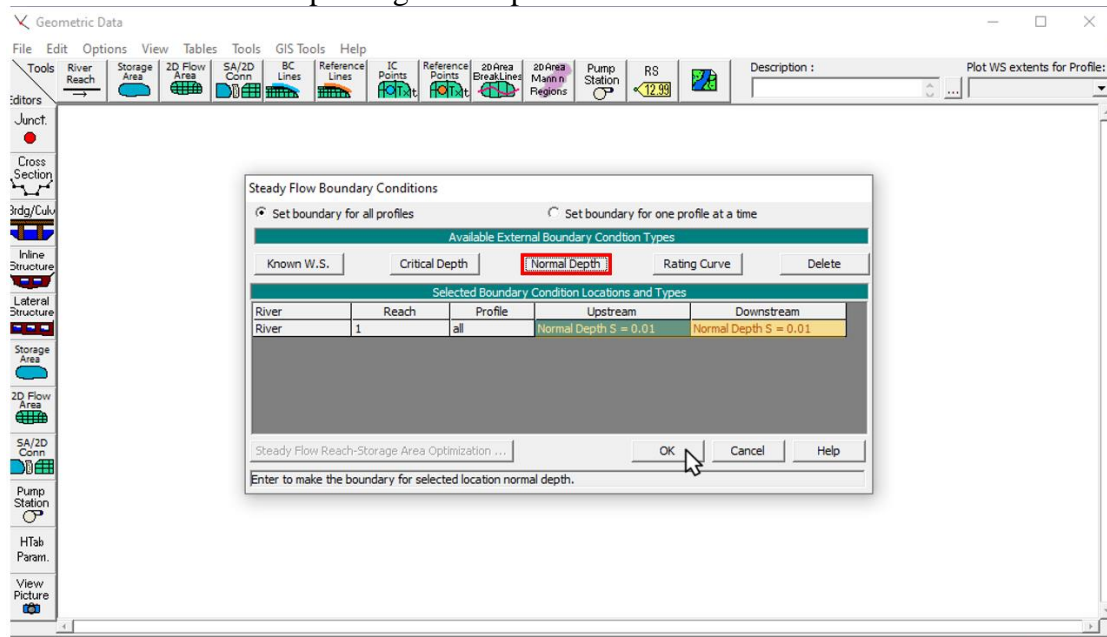 Geometric Data
File Edit Options View Tables Tools GIS Tools Help
Tools River Reach Storage Area 2D Flow Area SA/2D Conn BC Lines Reference Lines IC Points Reference Points 2D Area BreakLines 2D Area Mann n Regions Pump Station RS Description : Plot WS extents for Profile:
12.99 ...
Editors
Junct.
Cross
Section
Brdg/Culv
Inline
Structure
Lateral
Structure
Storage
Area
2D Flow
Area
SA/2D
Conn
Pump
Station
HTab
Param.
View
Picture
Steady Flow Boundary Conditions
Set boundary for all profiles Set boundary for one profile at a time
Available External Boundary Condtion Types
Known W.S. Critical Depth Normal Depth Rating Curve Delete
Selected Boundary Condition Locations and Types
River Reach Profile Upstream Downstream
River 1 all Normal Depth S = 0.01 Normal Depth S = 0.01
Steady Flow Reach-Storage Area Optimization ... OK Cancel Help
Enter to make the boundary for selected location normal depth.